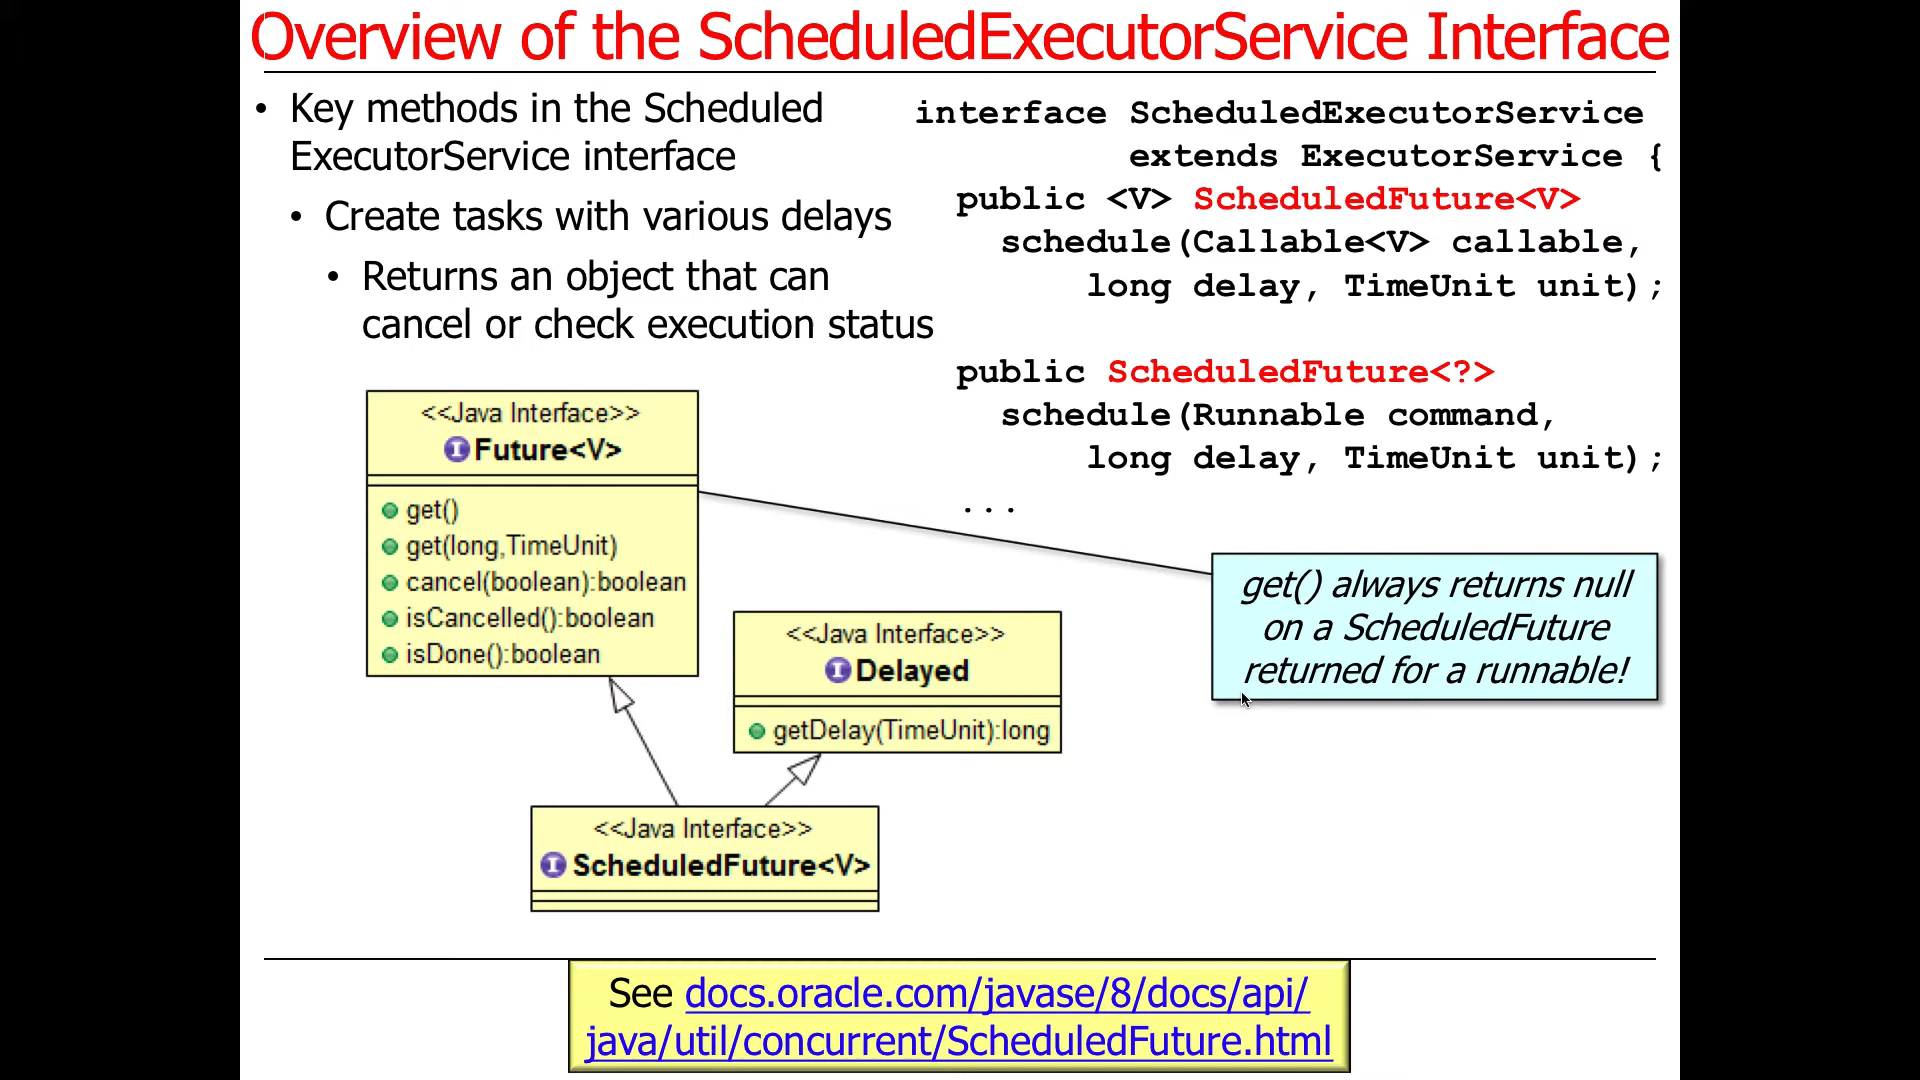 Overview of the ScheduledExecutorService Interface
• Key methods in the Scheduled
ExecutorService interface
• Create tasks with various delays
• Returns an object that can
cancel or check execution status
interface ScheduledExecutorService
extends ExecutorService {
public <V> ScheduledFuture<V>
schedule(Callable<V> callable,
long delay, TimeUnit unit);
public ScheduledFuture<?>
schedule(Runnable command,
long delay, TimeUnit unit);
...
<<Java Interface>>
I Future<V>
get()
get(long,TimeUnit)
cancel(boolean):boolean
isCancelled():boolean
isDone():boolean
get() always returns null
on a ScheduledFuture
returned for a runnable!
<<Java Interface>>
I Delayed
getDelay(TimeUnit):long
<<Java Interface>>
I ScheduledFuture<V>
See docs.oracle.com/javase/8/docs/api/
java/util/concurrent/ScheduledFuture.html